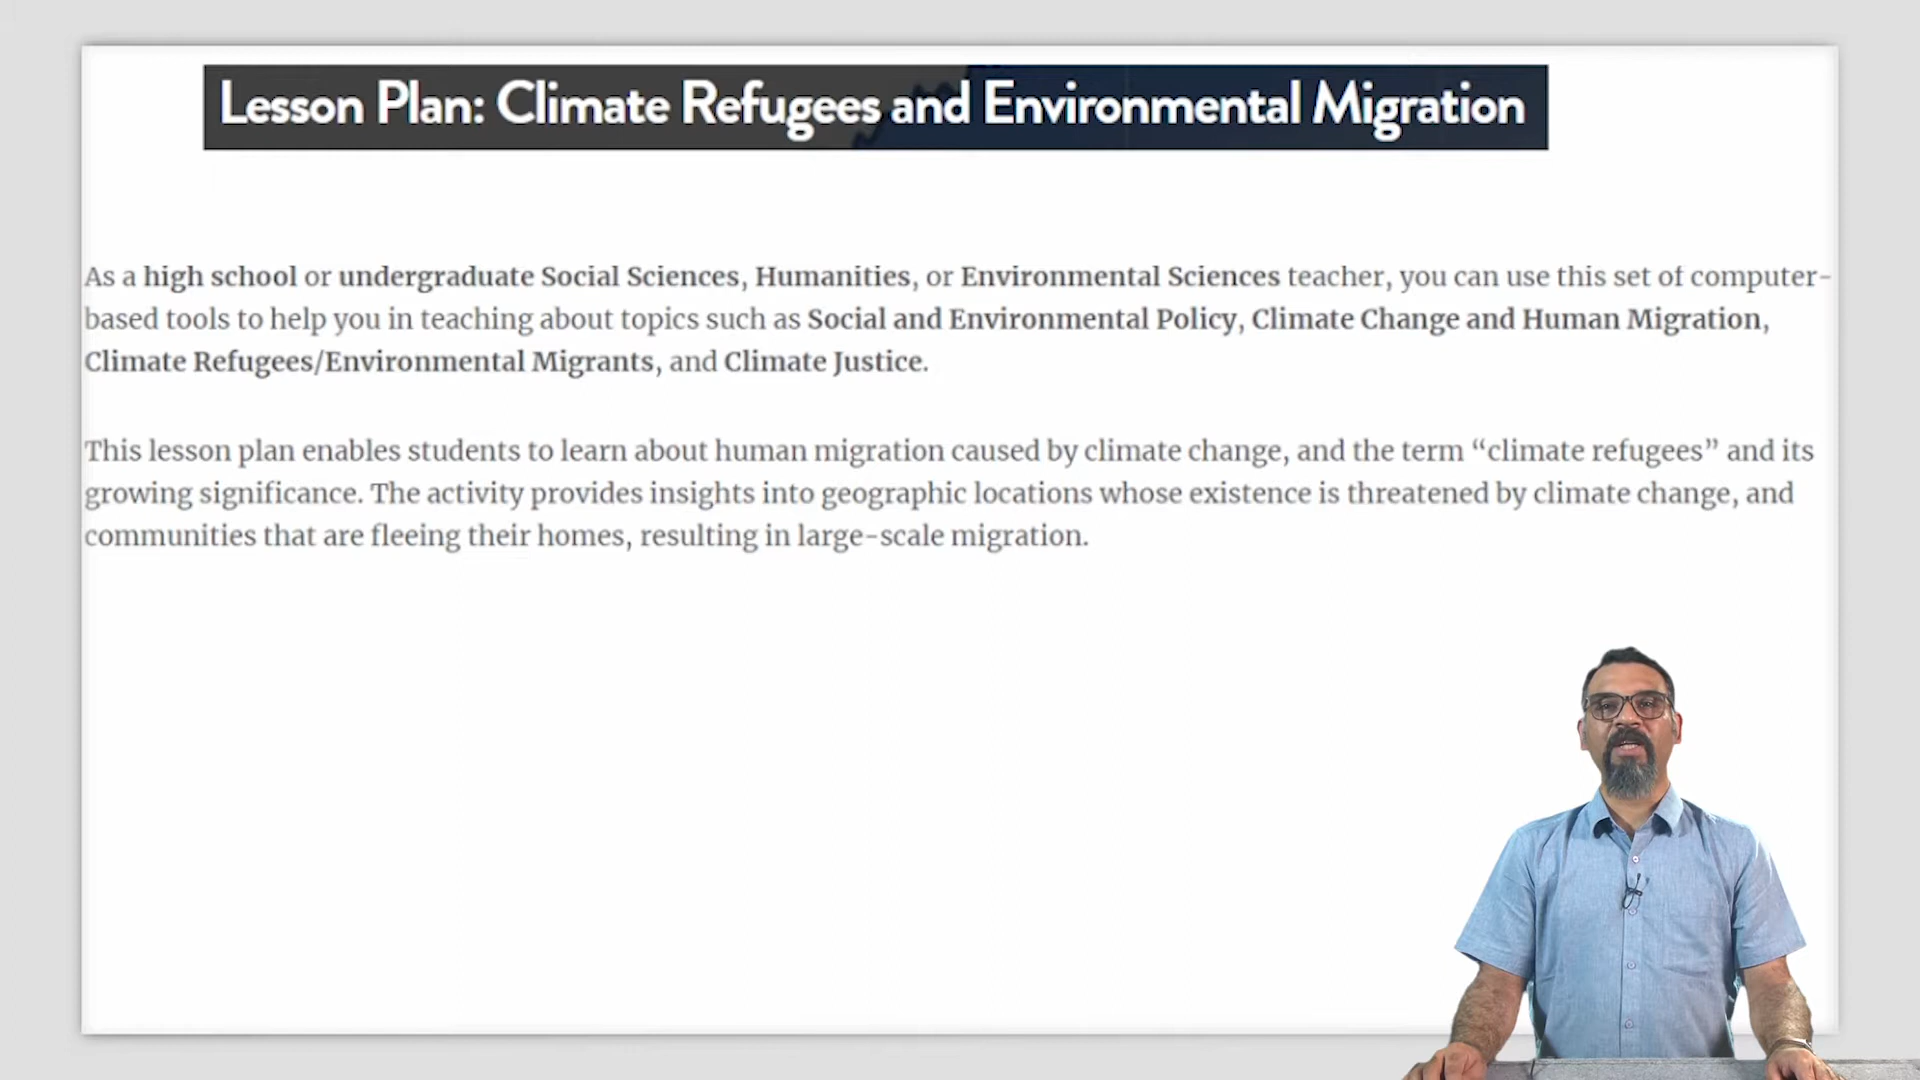 Lesson Plan: Climate Refugees and Environmental Migration
As a high school or undergraduate Social Sciences, Humanities, or Environmental Sciences teacher, you can use this set of computer-
based tools to help you in teaching about topics such as Social and Environmental Policy, Climate Change and Human Migration,
Climate Refugees/Environmental Migrants, and Climate Justice.
This lesson plan enables students to learn about human migration caused by climate change, and the term “climate refugees” and its
growing significance. The activity provides insights into geographic locations whose existence is threatened by climate change, and
communities that are fleeing their homes, resulting in large-scale migration.